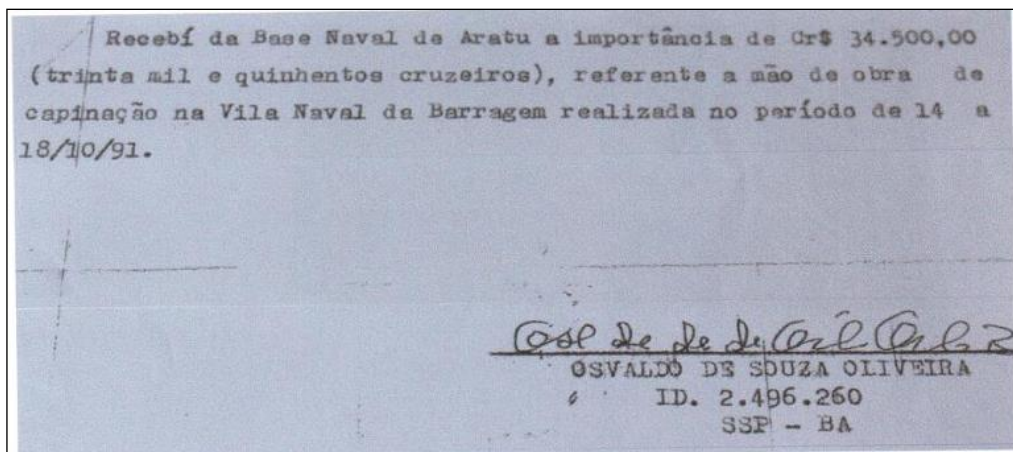 Recebí da Base Naval de Aratu a importância de Cr$ 34.500,00
(trinta mil e quinhentos cruzeiros), referente a mão de obra de
capinação na Vila Naval da Barragem realizada no período de 14 a
18/10/91.
OSVALDO DE SOUZA OLIVEIRA
ID. 2.496.260
SSP - BA